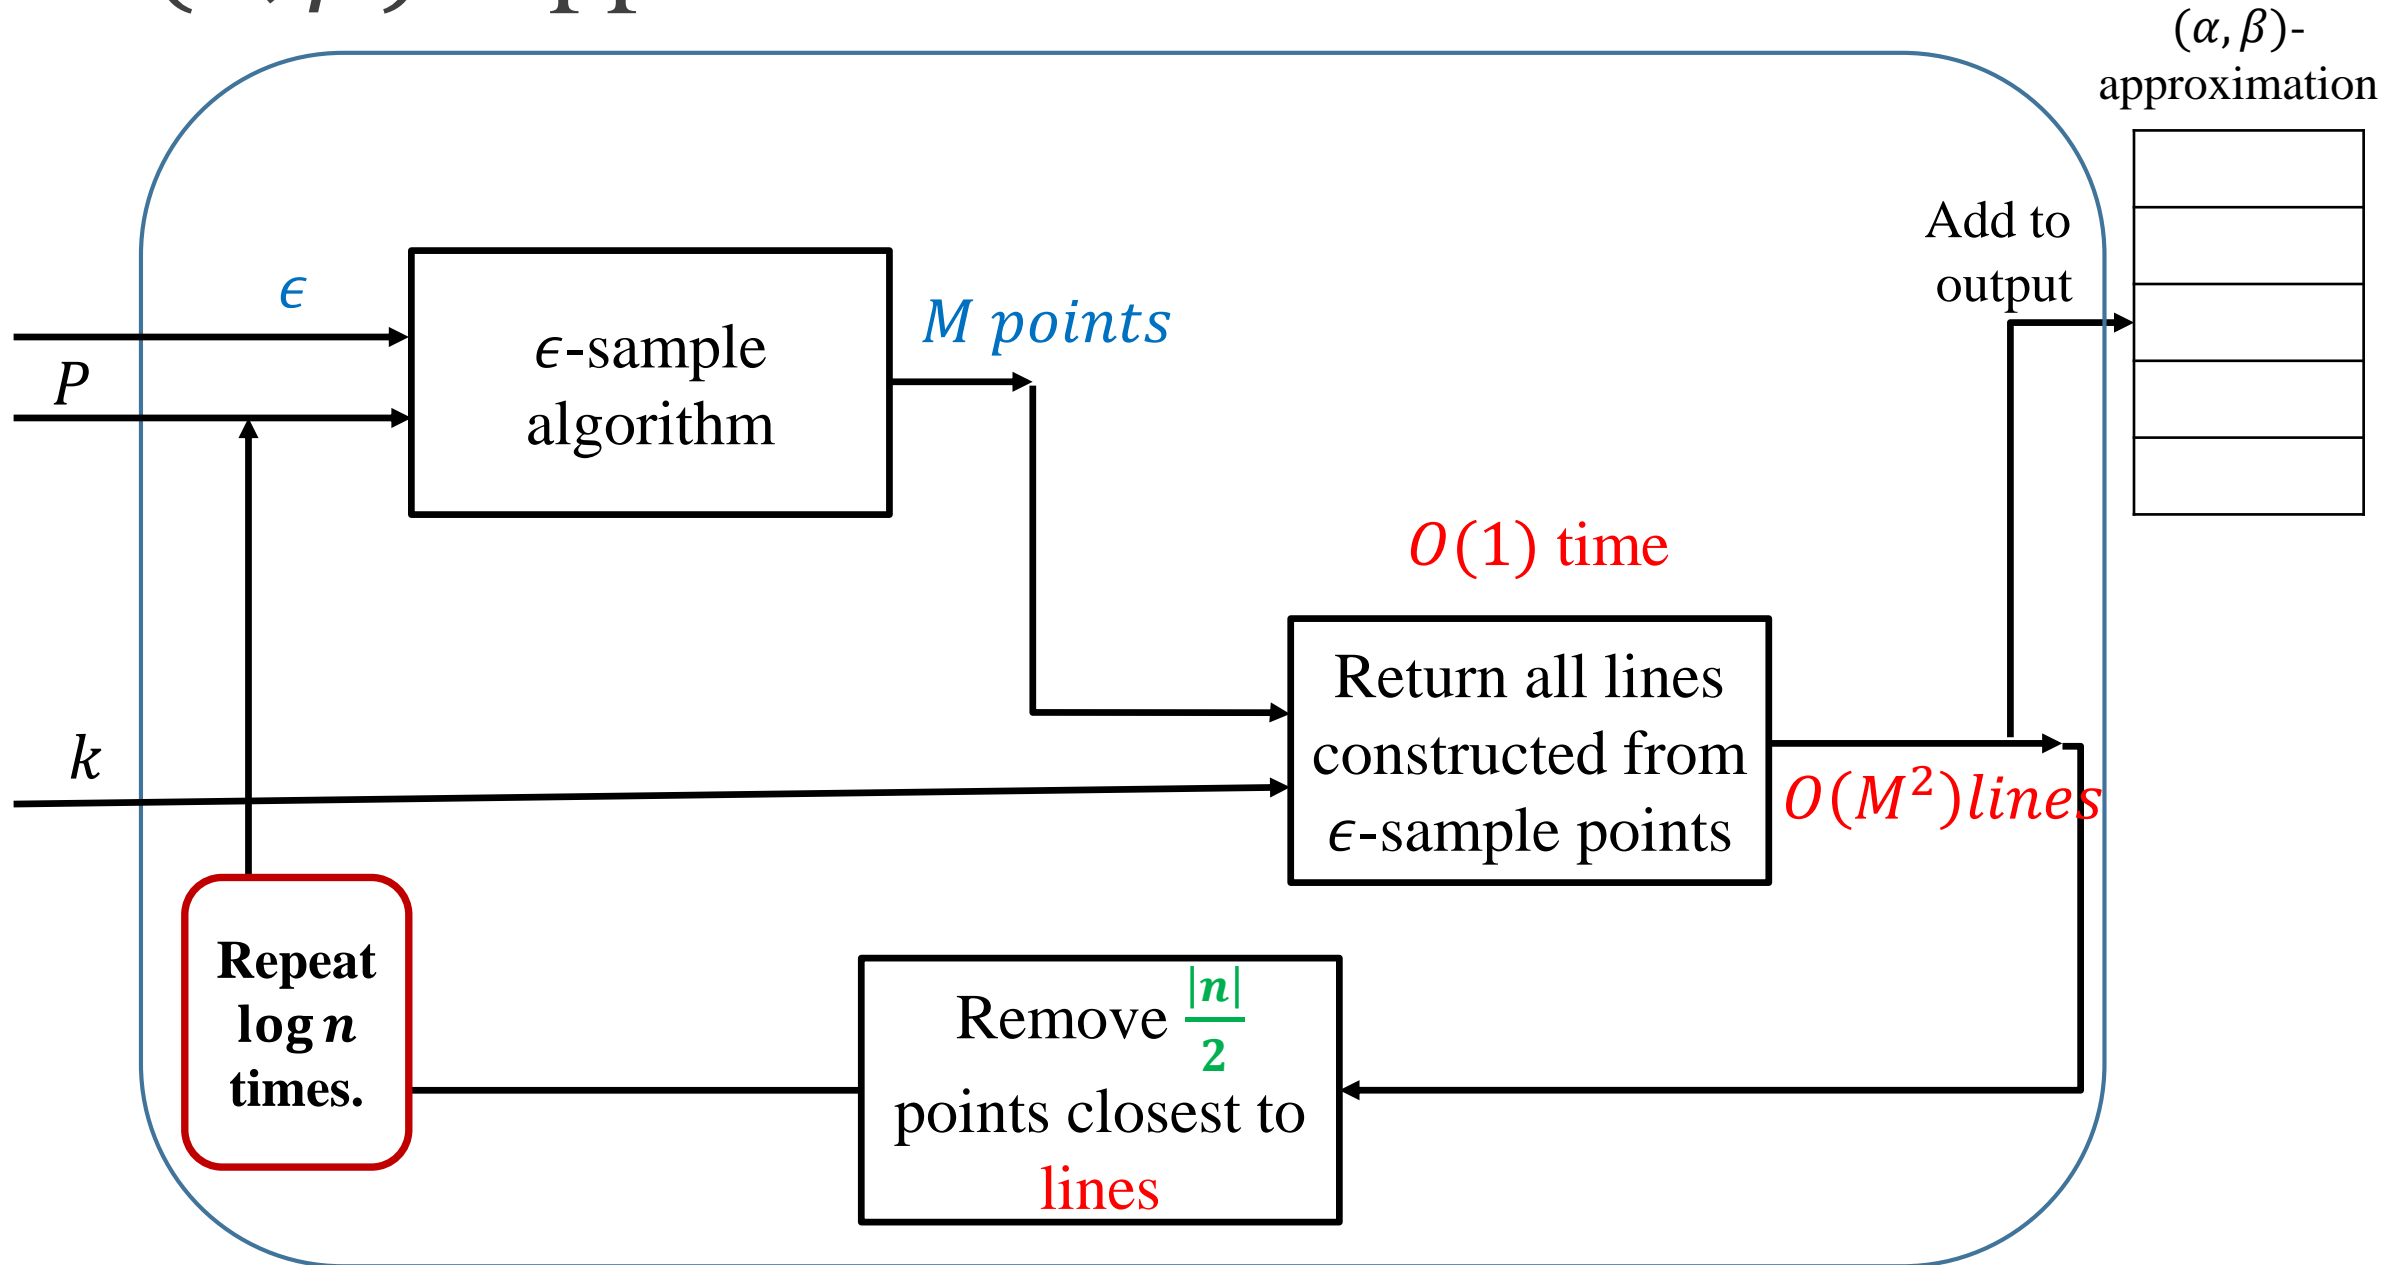 (α, β)-
approximation
Add to
output
ϵ
P
ϵ-sample
algorithm
M points
O(1) time
k
Return all lines
constructed from
ϵ-sample points
O(M²)lines
Repeat
log n
times.
Remove |n|/2
points closest to
lines